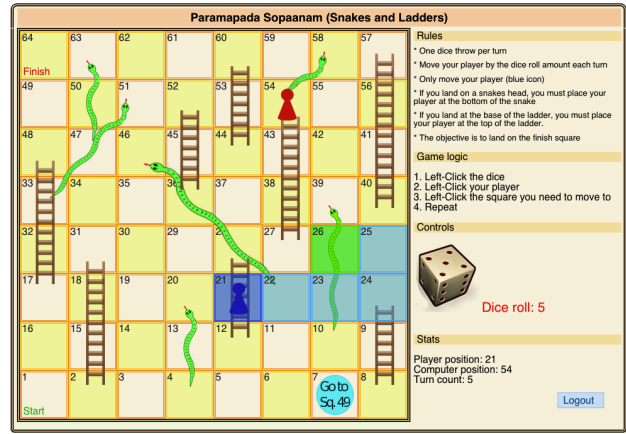 Paramapada Sopaanam (Snakes and Ladders)
64 63 62 61 60 59 58 57
Finish
49 50 51 52 53 54 55 56
48 47 46 45 44 43 42 41
33 34 35 36 37 38 39 40
32 31 30 29 27 26 25
17 18 19 20 21 22 23 24
16 15 14 13 12 11 10 9
1 2 3 4 5 6 7 8
Go to
Sq. 49
Start
Rules
* One dice throw per turn
* Move your player by the dice roll amount each turn
* Only move your player (blue icon)
* If you land on a snakes head, you must place your
player at the bottom of the snake
* If you land at the base of the ladder, you must place
your player at the top of the ladder.
* The objective is to land on the finish square
Game logic
1. Left-Click the dice
2. Left-Click your player
3. Left-Click the square you need to move to
4. Repeat
Controls
Dice roll: 5
Stats
Player position: 21
Computer position: 54
Turn count: 5
Logout